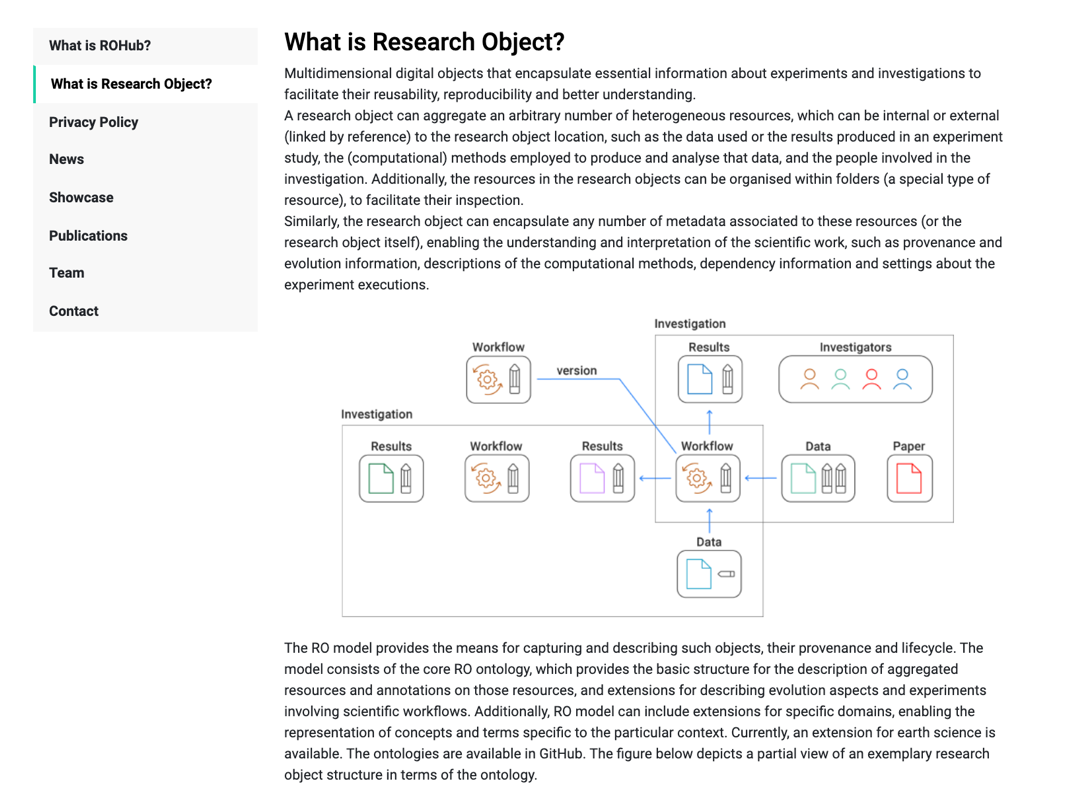 What is ROHub?
What is Research Object?
Privacy Policy
News
Showcase
Publications
Team
Contact
What is Research Object?
Multidimensional digital objects that encapsulate essential information about experiments and investigations to
facilitate their reusability, reproducibility and better understanding.
A research object can aggregate an arbitrary number of heterogeneous resources, which can be internal or external
(linked by reference) to the research object location, such as the data used or the results produced in an experiment
study, the (computational) methods employed to produce and analyse that data, and the people involved in the
investigation. Additionally, the resources in the research objects can be organised within folders (a special type of
resource), to facilitate their inspection.
Similarly, the research object can encapsulate any number of metadata associated to these resources (or the
research object itself), enabling the understanding and interpretation of the scientific work, such as provenance and
evolution information, descriptions of the computational methods, dependency information and settings about the
experiment executions.
Investigation
Workflow
Results
Investigators
version
Investigation
Results
Workflow
Results
Workflow
Data
Paper
Data
The RO model provides the means for capturing and describing such objects, their provenance and lifecycle. The
model consists of the core RO ontology, which provides the basic structure for the description of aggregated
resources and annotations on those resources, and extensions for describing evolution aspects and experiments
involving scientific workflows. Additionally, RO model can include extensions for specific domains, enabling the
representation of concepts and terms specific to the particular context. Currently, an extension for earth science is
available. The ontologies are available in GitHub. The figure below depicts a partial view of an exemplary research
object structure in terms of the ontology.